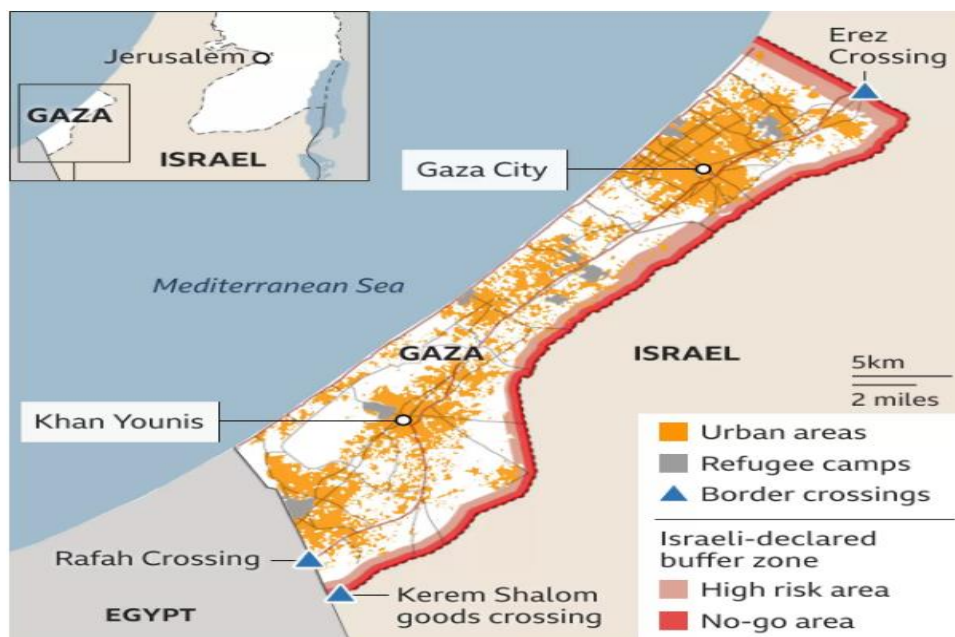 Jerusalem
GAZA
ISRAEL
Erez
Crossing
Gaza City
Mediterranean Sea
GAZA
ISRAEL
5km
2 miles
Khan Younis
Urban areas
Refugee camps
Border crossings
Israeli-declared
buffer zone
High risk area
No-go area
Rafah Crossing
Kerem Shalom
goods crossing
EGYPT